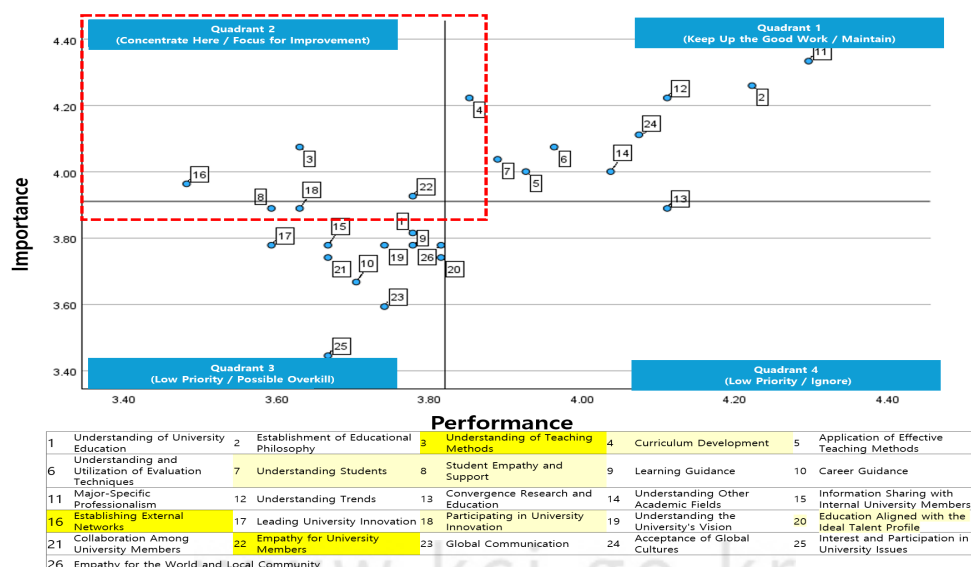 Quadrant 2
(Concentrate Here / Focus for Improvement)
Quadrant 1
(Keep Up the Good Work / Maintain)
4.40
4.20
4.00
3.80
3.60
3.40
Importance
11
12
2
4
24
14
3
7
5
6
16
8
18
22
13
17
15
1
9
21
10
19
26
20
23
25
Quadrant 3
(Low Priority / Possible Overkill)
Quadrant 4
(Low Priority / Ignore)
3.40 3.60 3.80 4.00 4.20 4.40
Performance
1 Understanding of University Education 2 Establishment of Educational Philosophy 3 Understanding of Teaching Methods 4 Curriculum Development 5 Application of Effective Teaching Methods
6 Understanding and Utilization of Evaluation Techniques 7 Understanding Students 8 Student Empathy and Support 9 Learning Guidance 10 Career Guidance
11 Major-Specific Professionalism 12 Understanding Trends 13 Convergence Research and Education 14 Understanding Other Academic Fields 15 Information Sharing with Internal University Members
16 Establishing External Networks 17 Leading University Innovation 18 Participating in University Innovation 19 Understanding the University's Vision 20 Education Aligned with the Ideal Talent Profile
21 Collaboration Among University Members 22 Empathy for University Members 23 Global Communication 24 Acceptance of Global Cultures 25 Interest and Participation in University Issues
26 Empathy for the World and Local Community